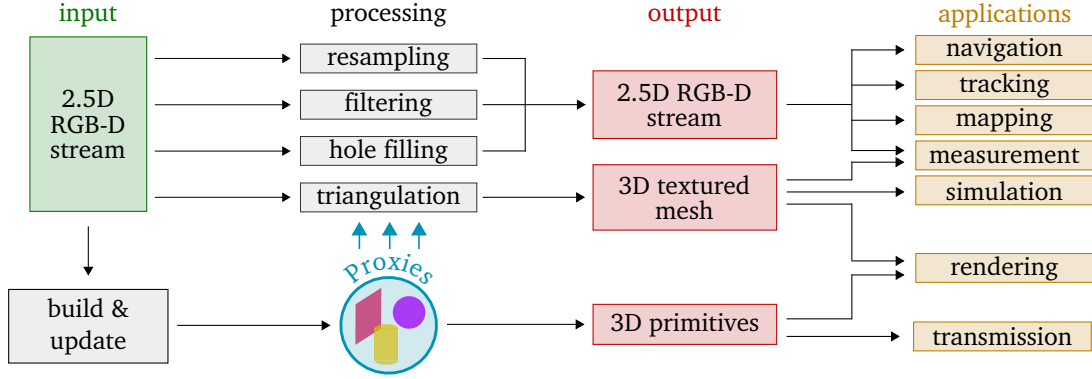 input
processing
output
applications
2.5D
RGB-D
stream
resampling
filtering
hole filling
triangulation
2.5D RGB-D
stream
3D textured
mesh
navigation
tracking
mapping
measurement
simulation
rendering
transmission
build &
update
Proxies
3D primitives